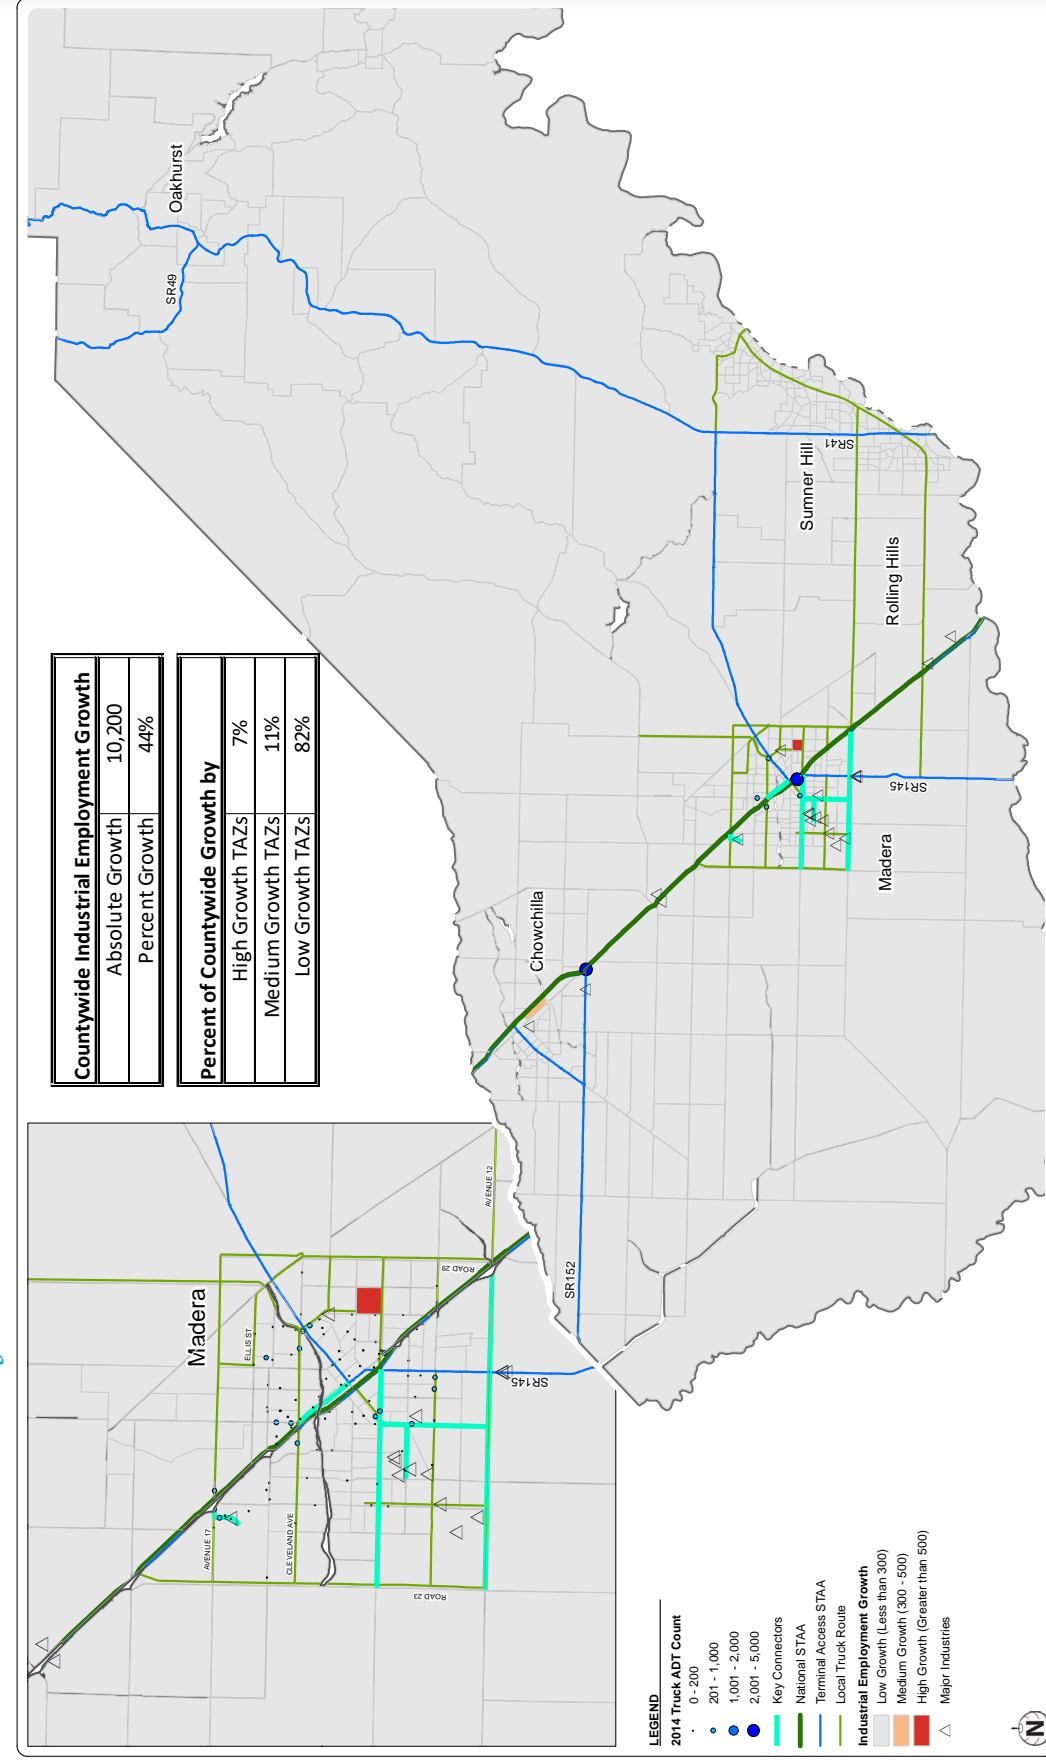 Countywide Industrial Employment Growth
Absolute Growth 10,200
Percent Growth 44%
Percent of Countywide Growth by
High Growth TAZs 7%
Medium Growth TAZs 11%
Low Growth TAZs 82%
Oakhurst
SR49
SR41
Sumner Hill
Rolling Hills
Chowchilla
Madera
SR145
SR152
Madera
ELLIS ST
AVENUE 12
ROAD 29
SR145
AVENUE 17
CLEVELAND AVE
ROAD 23
LEGEND
2014 Truck ADT Count
0 - 200
201 - 1,000
1,001 - 2,000
2,001 - 5,000
Key Connectors
National STAA
Terminal Access STAA
Local Truck Route
Industrial Employment Growth
Low Growth (Less than 300)
Medium Growth (300 - 500)
High Growth (Greater than 500)
Major Industries
N